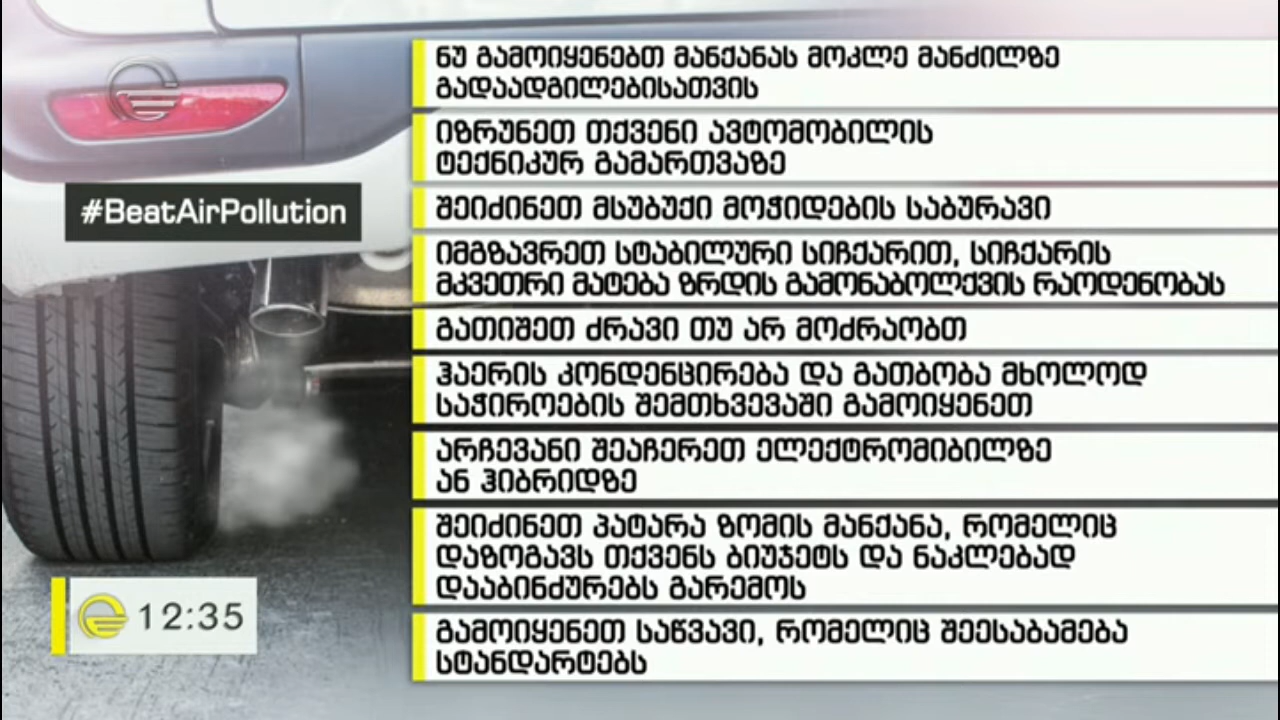 ნუ გამოიყენებთ მანქანას მოკლე მანძილზე
გადაადგილებისათვის
იზრუნეთ თქვენი ავტომობილის
ტექნიკურ გამართვაზე
#BeatAirPollution
შეიძინეთ მსუბუქი მოჭიდების საბურავი
იმგზავრეთ სტაბილური სიჩქარით, სიჩქარის
მკვეთრი მატება ზრდის გამონაბოლქვის რაოდენობას
გათიშეთ ძრავი თუ არ მოძრაობთ
ჰაერის კონდენცირება და გათბობა მხოლოდ
საჭიროების შემთხვევაში გამოიყენეთ
არჩევანი შეაჩერეთ ელექტრომიბილზე
ან ჰიბრიდზე
შეიძინეთ პატარა ზომის მანქანა, რომელიც
დაზოგავს თქვენს ბიუჯეტს და ნაკლებად
დააბინძურებს გარემოს
12:35
გამოიყენეთ საწვავი, რომელიც შეესაბამება
სტანდარტებს